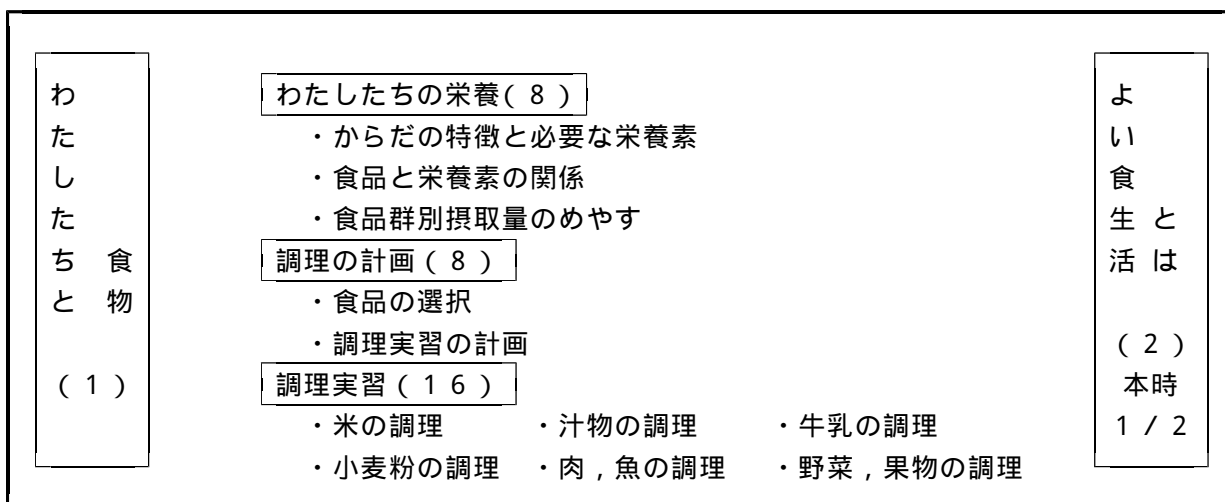 わたしたちと
食物
(1)
わたしたちの栄養(8)
・からだの特徴と必要な栄養素
・食品と栄養素の関係
・食品群別摂取量のめやす
調理の計画(8)
・食品の選択
・調理実習の計画
調理実習(16)
・米の調理 ・汁物の調理 ・牛乳の調理
・小麦粉の調理 ・肉,魚の調理 ・野菜,果物の調理
よい食生活
とは
(2)
本時
1/2